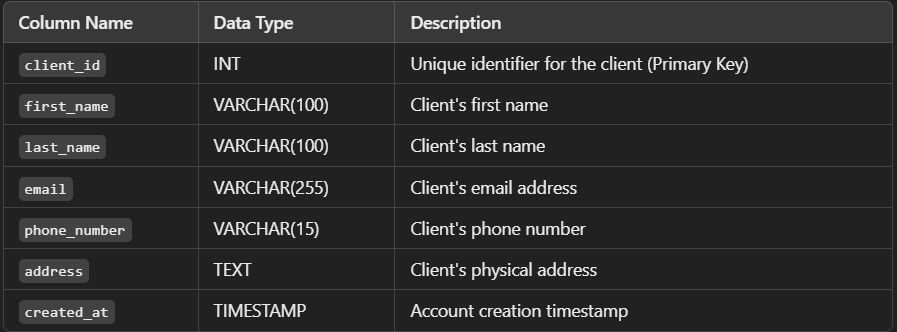 Column Name Data Type Description
client_id INT Unique identifier for the client (Primary Key)
first_name VARCHAR(100) Client's first name
last_name VARCHAR(100) Client's last name
email VARCHAR(255) Client's email address
phone_number VARCHAR(15) Client's phone number
address TEXT Client's physical address
created_at TIMESTAMP Account creation timestamp